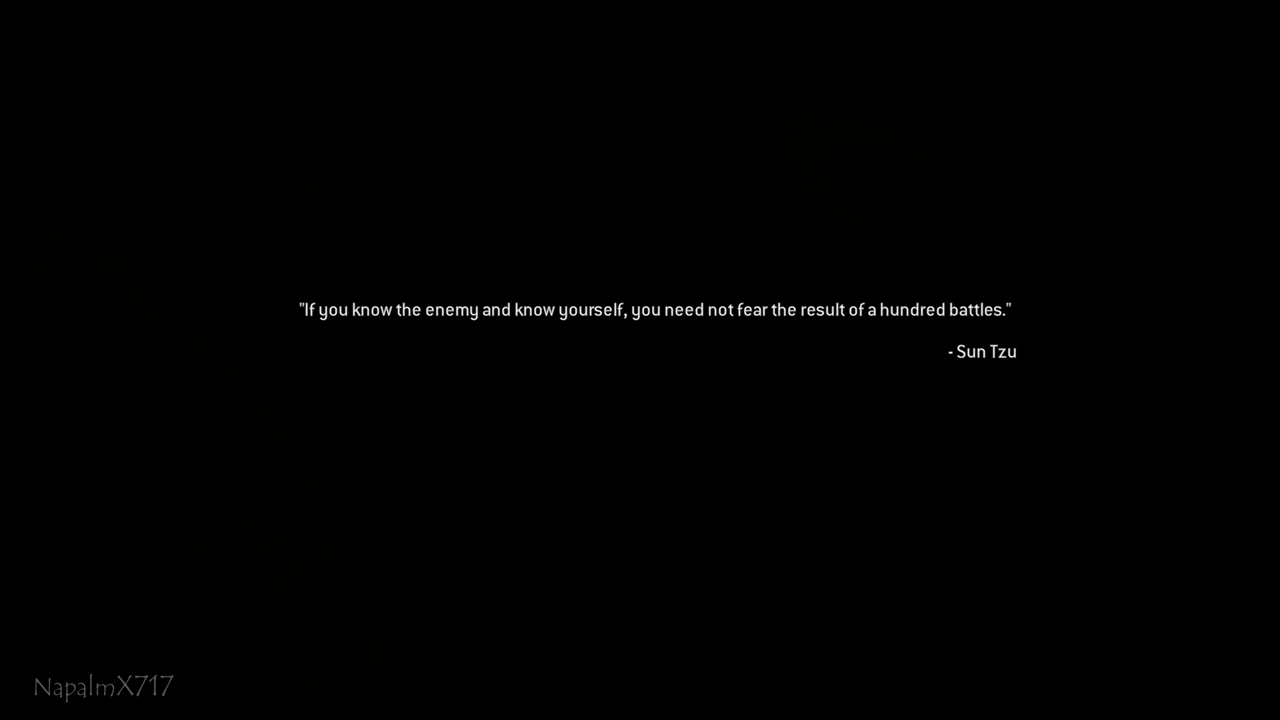 "If you know the enemy and know yourself, you need not fear the result of a hundred battles."
- Sun Tzu
NapalmX717